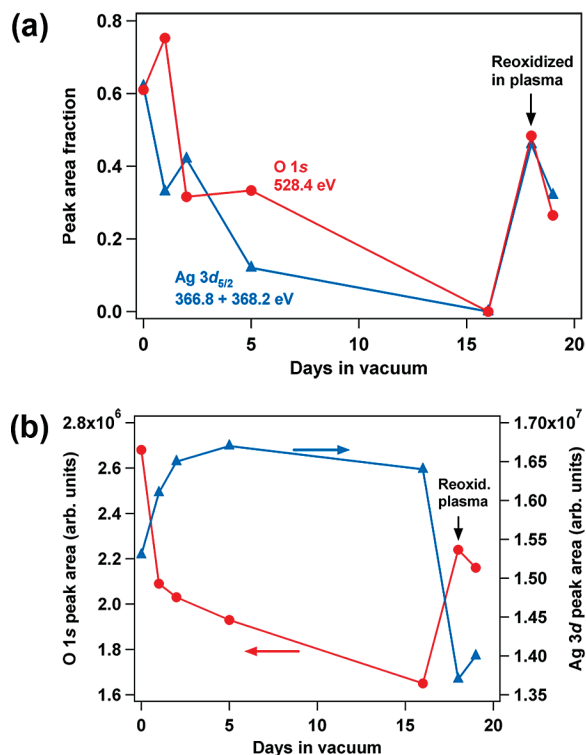 (a)
0.8
0.6
0.4
0.2
0.0
Peak area fraction
Reoxidized
in plasma
O 1s
528.4 eV
Ag 3d5/2
366.8 + 368.2 eV
0
5
10
15
20
Days in vacuum
(b)
2.8x10⁶
2.6
2.4
2.2
2.0
1.8
1.6
O 1s peak area (arb. units)
1.70x10⁷
1.65
1.60
1.55
1.50
1.45
1.40
1.35
Ag 3d peak area (arb. units)
Reoxid.
plasma
0
5
10
15
20
Days in vacuum